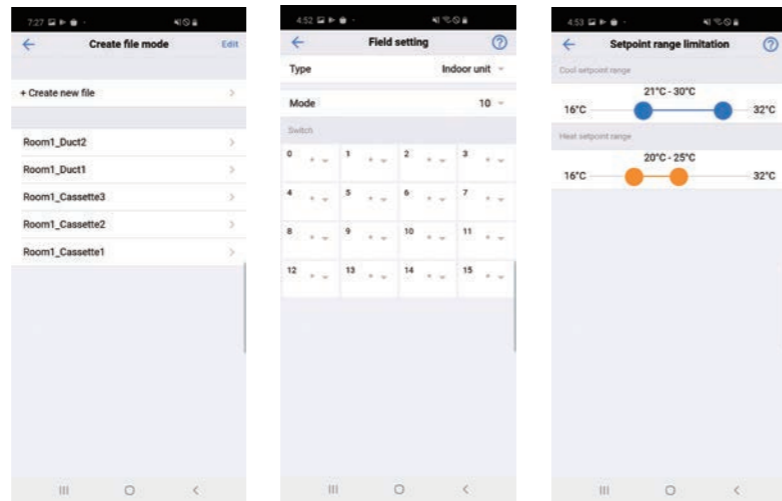 7:27
Create file mode
Edit
+ Create new file
Room1_Duct2
Room1_Duct1
Room1_Cassette3
Room1_Cassette2
Room1_Cassette1
4:52
Field setting
?
Type
Indoor unit
Mode
10
Switch
0 * 1 * 2 * 3 *
4 * 5 * 6 * 7 *
8 * 9 * 10 * 11 *
12 * 13 * 14 * 15 *
4:53
Setpoint range limitation
?
Cool setpoint range
21°C - 30°C
16°C
32°C
Heat setpoint range
20°C - 25°C
16°C
32°C